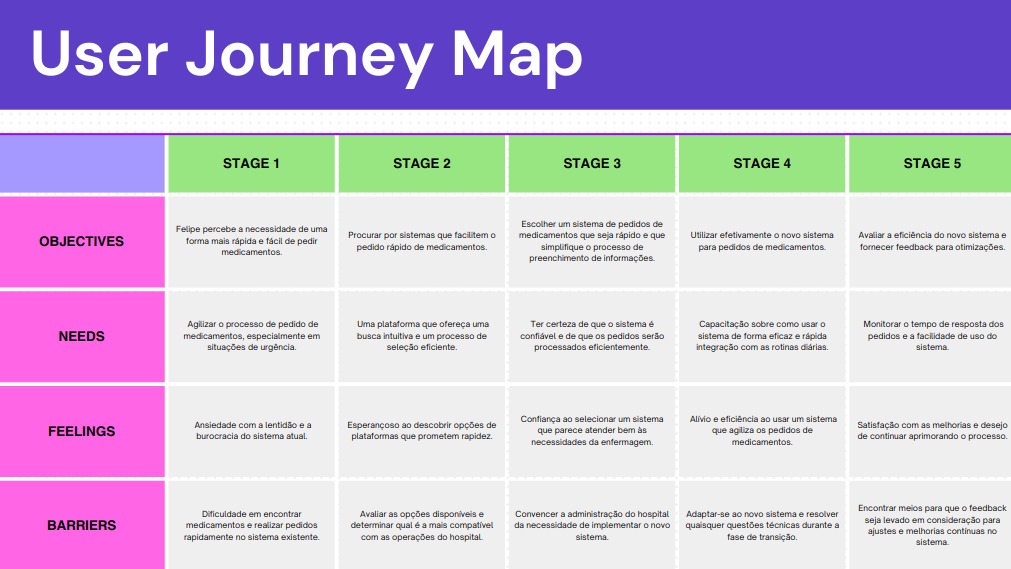 User Journey Map
STAGE 1
STAGE 2
STAGE 3
STAGE 4
STAGE 5
OBJECTIVES
Felipe percebe a necessidade de uma
forma mais rápida e fácil de pedir
medicamentos.
Procurar por sistemas que facilitem o
pedido rápido de medicamentos.
Escolher um sistema de pedidos de
medicamentos que seja rápido e que
simplifique o processo de
preenchimento de informações.
Utilizar efetivamente o novo sistema
para pedidos de medicamentos.
Avaliar a eficiência do novo sistema e
fornecer feedback para otimizações.
NEEDS
Agilizar o processo de pedido de
medicamentos, especialmente em
situações de urgência.
Uma plataforma que ofereça uma
busca intuitiva e um processo de
seleção eficiente.
Ter certeza de que o sistema é
confiável e de que os pedidos serão
processados eficientemente.
Capacitação sobre como usar o
sistema de forma eficaz e rápida
integração com as rotinas diárias.
Monitorar o tempo de resposta dos
pedidos e a facilidade de uso do
sistema.
FEELINGS
Ansiedade com a lentidão e a
burocracia do sistema atual.
Esperançoso ao descobrir opções de
plataformas que prometem rapidez.
Confiança ao selecionar um sistema
que parece atender bem às
necessidades da enfermagem.
Alívio e eficiência ao usar um sistema
que agiliza os pedidos de
medicamentos.
Satisfação com as melhorias e desejo
de continuar aprimorando o processo.
BARRIERS
Dificuldade em encontrar
medicamentos e realizar pedidos
rapidamente no sistema existente.
Avaliar as opções disponíveis e
determinar qual é a mais compatível
com as operações do hospital.
Convencer a administração do hospital
da necessidade de implementar o novo
sistema.
Adaptar-se ao novo sistema e resolver
quaisquer questões técnicas durante a
fase de transição.
Encontrar meios para que o feedback
seja levado em consideração para
ajustes e melhorias contínuas no
sistema.